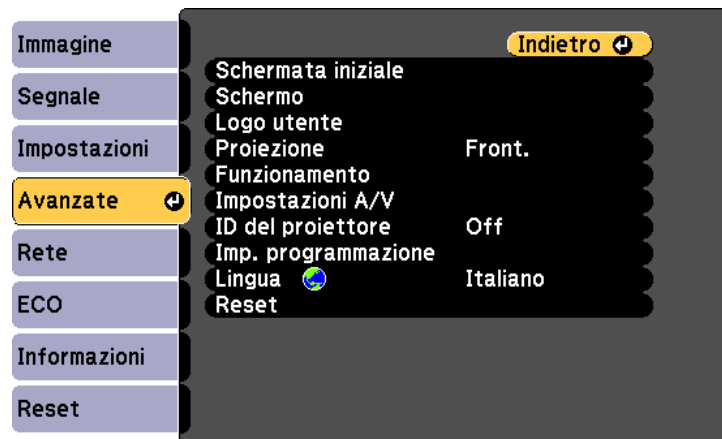 Immagine
Segnale
Impostazioni
Avanzate
Rete
ECO
Informazioni
Reset
Indietro
Schermata iniziale
Schermo
Logo utente
Proiezione Front.
Funzionamento
Impostazioni A/V
ID del proiettore Off
Imp. programmazione
Lingua Italiano
Reset